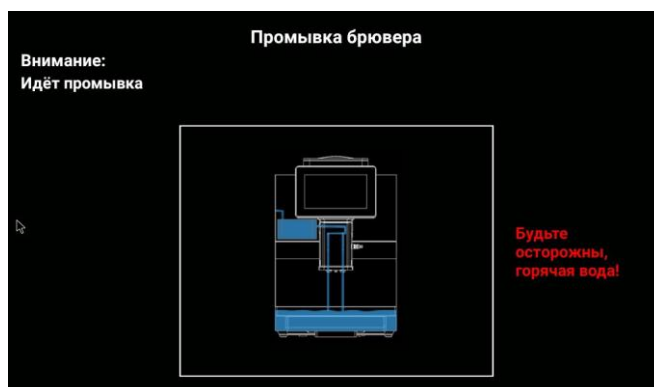 Промывка брювера
Внимание:
Идёт промывка
Будьте
осторожны,
горячая вода!